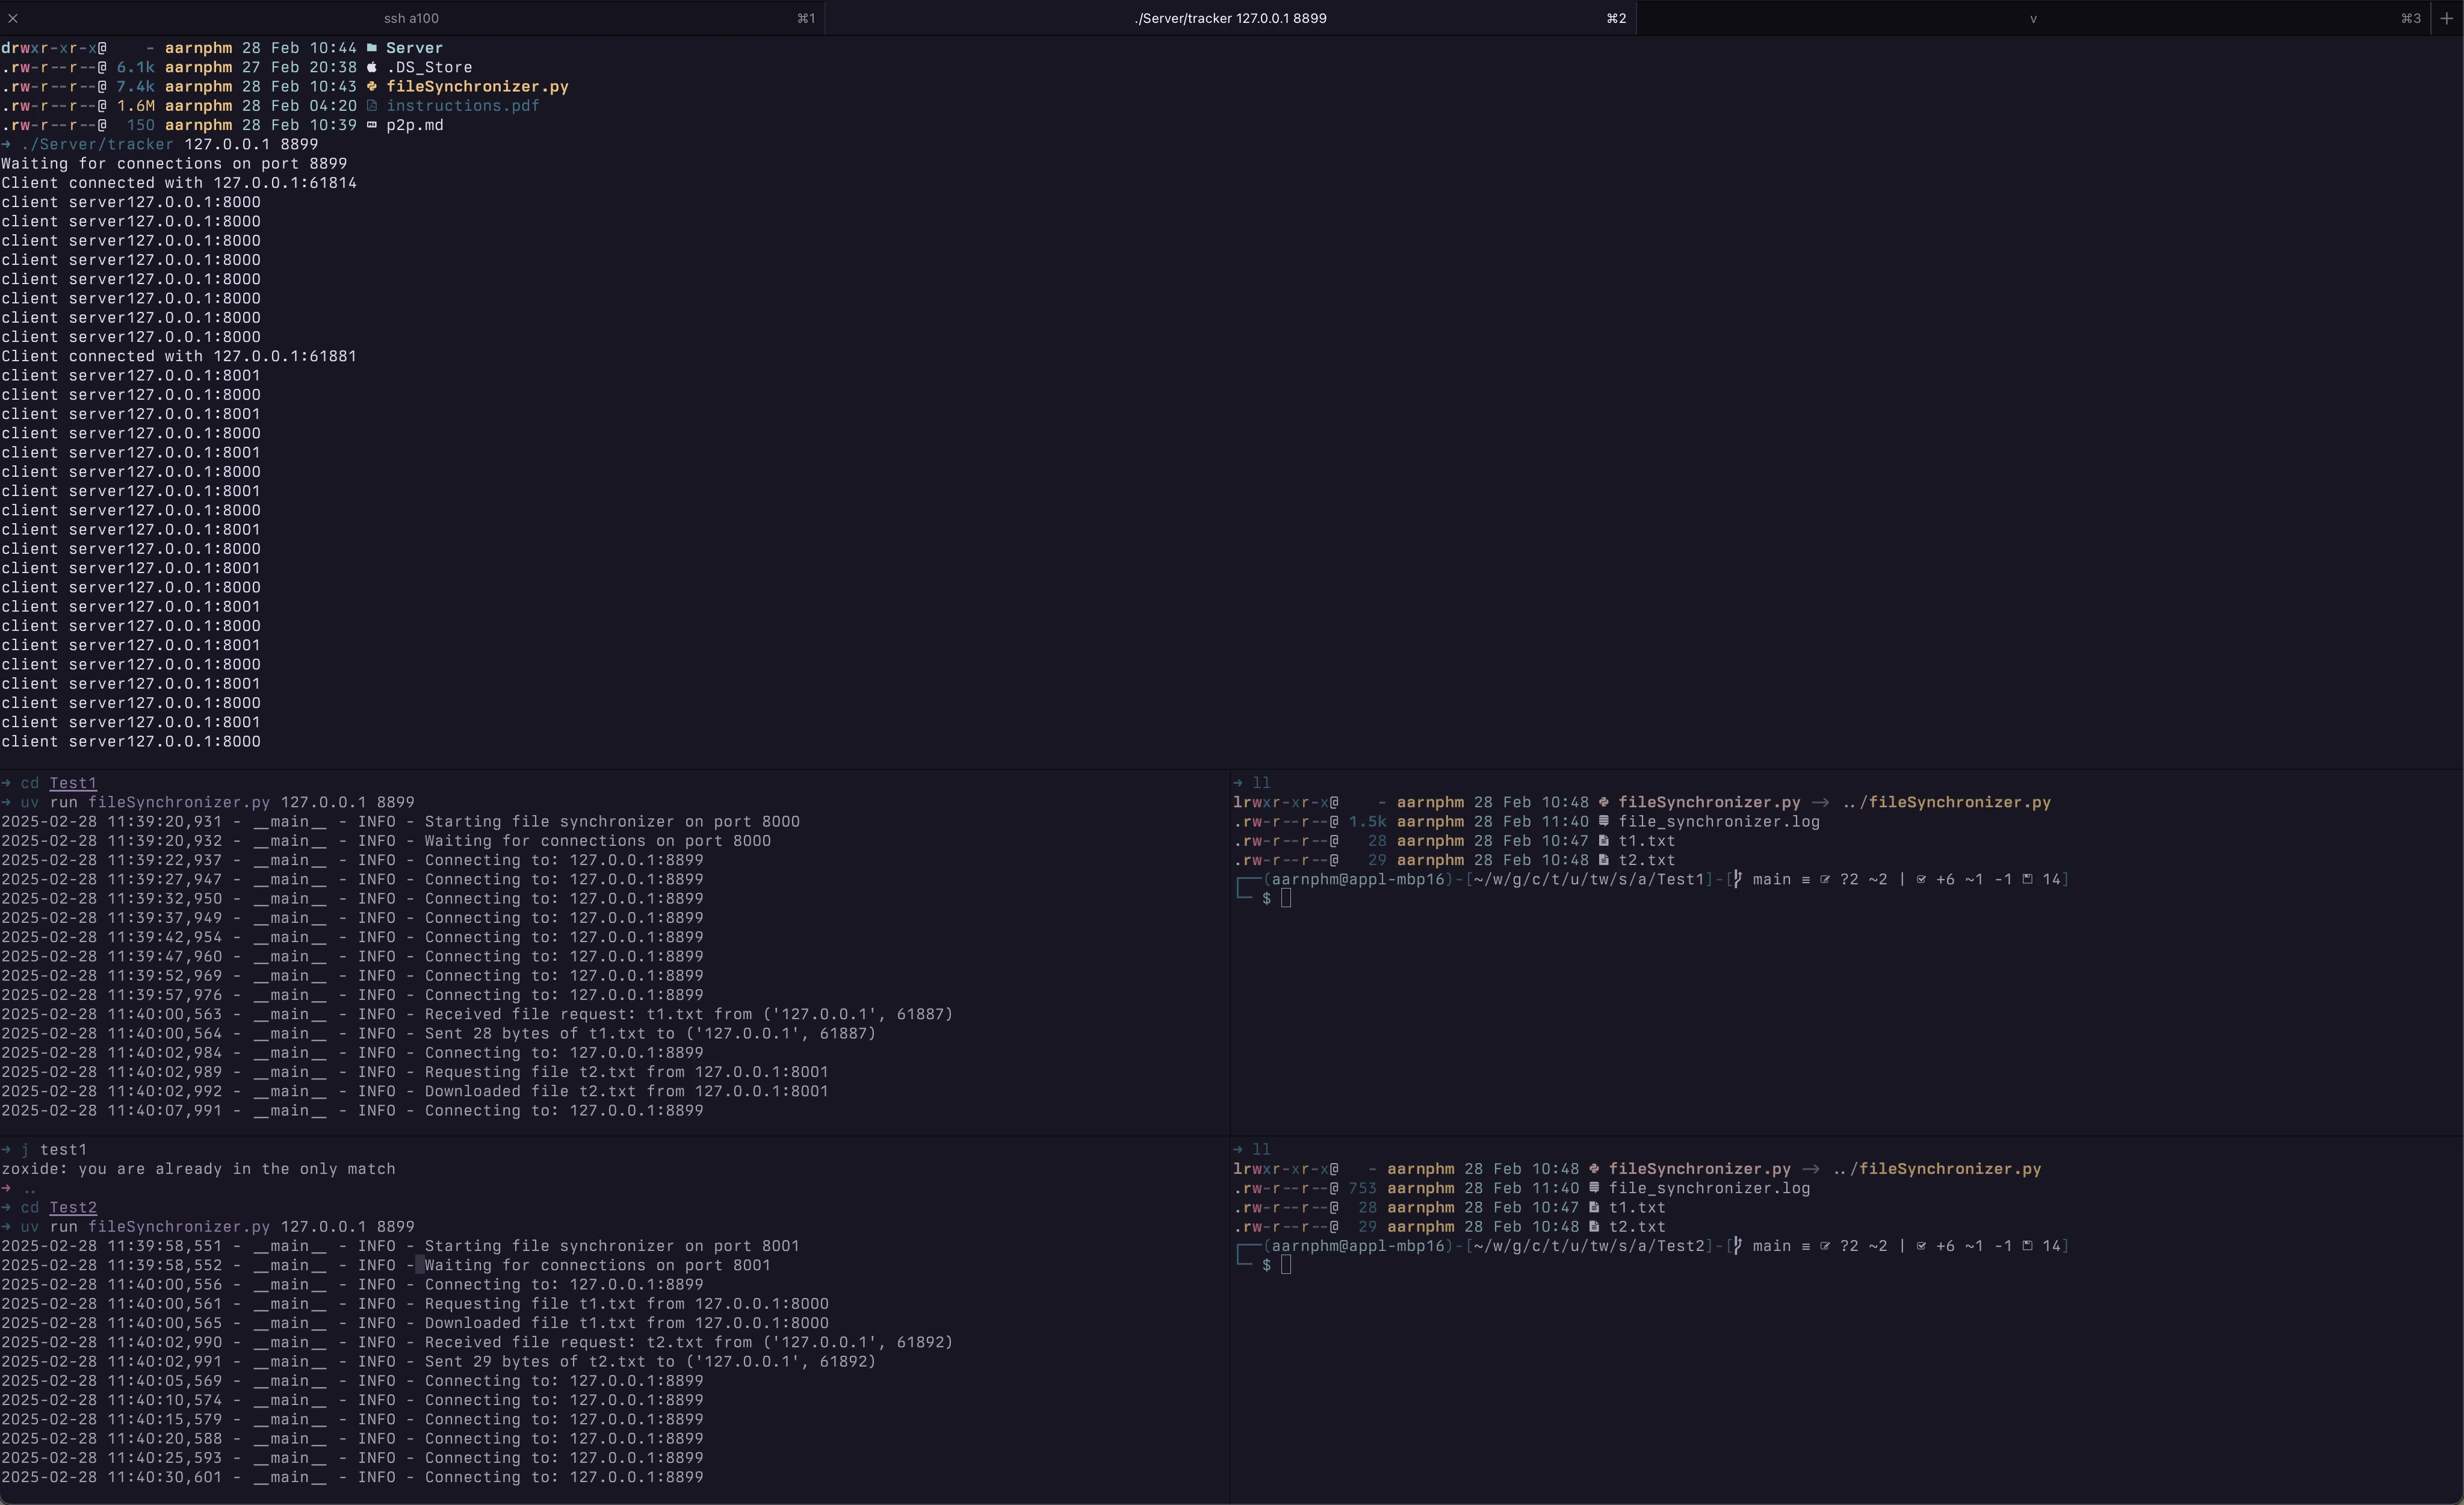 ssh a100 ⌘1 ./Server/tracker 127.0.0.1 8899 ⌘2 v ⌘3
drwxr-xr-x@ - aarnphm 28 Feb 10:44 Server
.rw-r--r--@ 6.1k aarnphm 27 Feb 20:38 .DS_Store
.rw-r--r--@ 7.4k aarnphm 28 Feb 10:43 fileSynchronizer.py
.rw-r--r--@ 1.6M aarnphm 28 Feb 04:20 instructions.pdf
.rw-r--r--@ 150 aarnphm 28 Feb 10:39 p2p.md
→ ./Server/tracker 127.0.0.1 8899
Waiting for connections on port 8899
Client connected with 127.0.0.1:61814
client server127.0.0.1:8000
client server127.0.0.1:8000
client server127.0.0.1:8000
client server127.0.0.1:8000
client server127.0.0.1:8000
client server127.0.0.1:8000
client server127.0.0.1:8000
client server127.0.0.1:8000
Client connected with 127.0.0.1:61881
client server127.0.0.1:8001
client server127.0.0.1:8000
client server127.0.0.1:8001
client server127.0.0.1:8000
client server127.0.0.1:8001
client server127.0.0.1:8000
client server127.0.0.1:8001
client server127.0.0.1:8000
client server127.0.0.1:8001
client server127.0.0.1:8000
client server127.0.0.1:8001
client server127.0.0.1:8000
client server127.0.0.1:8001
client server127.0.0.1:8000
client server127.0.0.1:8001
client server127.0.0.1:8000
client server127.0.0.1:8001
client server127.0.0.1:8000
client server127.0.0.1:8001
client server127.0.0.1:8000
→ cd Test1
→ uv run fileSynchronizer.py 127.0.0.1 8899
2025-02-28 11:39:20,931 - __main__ - INFO - Starting file synchronizer on port 8000
2025-02-28 11:39:20,932 - __main__ - INFO - Waiting for connections on port 8000
2025-02-28 11:39:22,937 - __main__ - INFO - Connecting to: 127.0.0.1:8899
2025-02-28 11:39:27,947 - __main__ - INFO - Connecting to: 127.0.0.1:8899
2025-02-28 11:39:32,950 - __main__ - INFO - Connecting to: 127.0.0.1:8899
2025-02-28 11:39:37,949 - __main__ - INFO - Connecting to: 127.0.0.1:8899
2025-02-28 11:39:42,954 - __main__ - INFO - Connecting to: 127.0.0.1:8899
2025-02-28 11:39:47,960 - __main__ - INFO - Connecting to: 127.0.0.1:8899
2025-02-28 11:39:52,969 - __main__ - INFO - Connecting to: 127.0.0.1:8899
2025-02-28 11:39:57,976 - __main__ - INFO - Connecting to: 127.0.0.1:8899
2025-02-28 11:40:00,563 - __main__ - INFO - Received file request: t1.txt from ('127.0.0.1', 61887)
2025-02-28 11:40:00,564 - __main__ - INFO - Sent 28 bytes of t1.txt to ('127.0.0.1', 61887)
2025-02-28 11:40:02,984 - __main__ - INFO - Connecting to: 127.0.0.1:8899
2025-02-28 11:40:02,989 - __main__ - INFO - Requesting file t2.txt from 127.0.0.1:8001
2025-02-28 11:40:02,992 - __main__ - INFO - Downloaded file t2.txt from 127.0.0.1:8001
2025-02-28 11:40:07,991 - __main__ - INFO - Connecting to: 127.0.0.1:8899
→ ll
lrwxr-xr-x@ - aarnphm 28 Feb 10:48 fileSynchronizer.py → ../fileSynchronizer.py
.rw-r--r--@ 1.5k aarnphm 28 Feb 11:40 file_synchronizer.log
.rw-r--r--@ 28 aarnphm 28 Feb 10:47 t1.txt
.rw-r--r--@ 29 aarnphm 28 Feb 10:48 t2.txt
(aarnphm@appl-mbp16)-[~/w/g/c/t/u/tw/s/a/Test1]-[ main ≡ ?2 ~2 | +6 ~1 -1 14]
$
→ j test1
zoxide: you are already in the only match
→ ..
→ cd Test2
→ uv run fileSynchronizer.py 127.0.0.1 8899
2025-02-28 11:39:58,551 - __main__ - INFO - Starting file synchronizer on port 8001
2025-02-28 11:39:58,552 - __main__ - INFO - Waiting for connections on port 8001
2025-02-28 11:40:00,556 - __main__ - INFO - Connecting to: 127.0.0.1:8899
2025-02-28 11:40:00,561 - __main__ - INFO - Requesting file t1.txt from 127.0.0.1:8000
2025-02-28 11:40:00,565 - __main__ - INFO - Downloaded file t1.txt from 127.0.0.1:8000
2025-02-28 11:40:02,990 - __main__ - INFO - Received file request: t2.txt from ('127.0.0.1', 61892)
2025-02-28 11:40:02,991 - __main__ - INFO - Sent 29 bytes of t2.txt to ('127.0.0.1', 61892)
2025-02-28 11:40:05,569 - __main__ - INFO - Connecting to: 127.0.0.1:8899
2025-02-28 11:40:10,574 - __main__ - INFO - Connecting to: 127.0.0.1:8899
2025-02-28 11:40:15,579 - __main__ - INFO - Connecting to: 127.0.0.1:8899
2025-02-28 11:40:20,588 - __main__ - INFO - Connecting to: 127.0.0.1:8899
2025-02-28 11:40:25,593 - __main__ - INFO - Connecting to: 127.0.0.1:8899
2025-02-28 11:40:30,601 - __main__ - INFO - Connecting to: 127.0.0.1:8899
→ ll
lrwxr-xr-x@ - aarnphm 28 Feb 10:48 fileSynchronizer.py → ../fileSynchronizer.py
.rw-r--r--@ 753 aarnphm 28 Feb 11:40 file_synchronizer.log
.rw-r--r--@ 28 aarnphm 28 Feb 10:47 t1.txt
.rw-r--r--@ 29 aarnphm 28 Feb 10:48 t2.txt
(aarnphm@appl-mbp16)-[~/w/g/c/t/u/tw/s/a/Test2]-[ main ≡ ?2 ~2 | +6 ~1 -1 14]
$